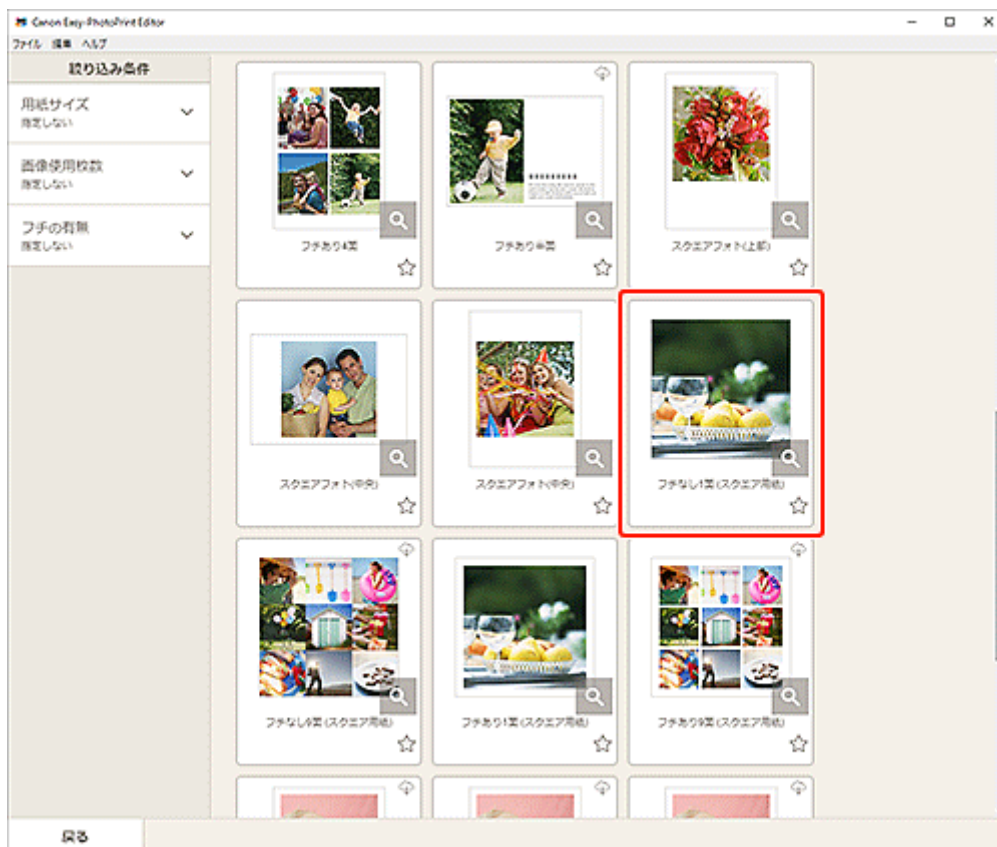 Canon Easy-PhotoPrint Editor
ファイル 編集 ヘルプ
絞り込み条件
用紙サイズ
指定しない
画像使用枚数
指定しない
フチの有無
指定しない
フチあり4面
スクエアフォト(上部)
スクエアフォト(中央)
スクエアフォト(中央)
フチなし1面(スクエア用紙)
フチなし9面(スクエア用紙)
フチあり1面(スクエア用紙)
フチあり9面(スクエア用紙)
戻る